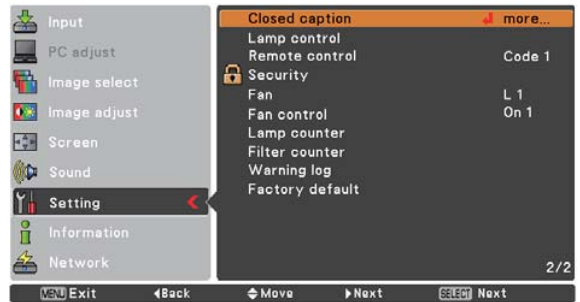 Input
PC adjust
Image select
Image adjust
Screen
Sound
Setting
Information
Network
Closed caption more...
Lamp control
Remote control Code 1
Security
Fan L 1
Fan control On 1
Lamp counter
Filter counter
Warning log
Factory default
2/2
MENU Exit Back Move Next SELECT Next